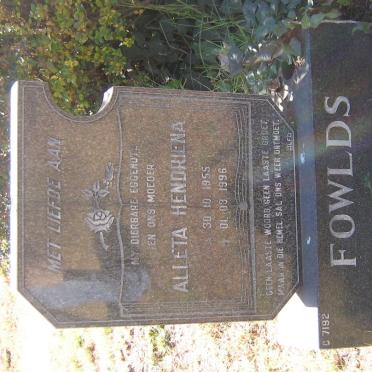 MET LIEFDE AAN
MY DIERBARE EGGENOTE
EN ONS MOEDER
ALLETA HENDRIENA
* 30 · 10 · 1955
† 01 · 03 · 1996
GEEN LAASTE WOORD, GEEN LAASTE GROET,
MAAR IN DIE HEMEL SAL ONS WEER ONTMOET.
FOWLDS
G 7192